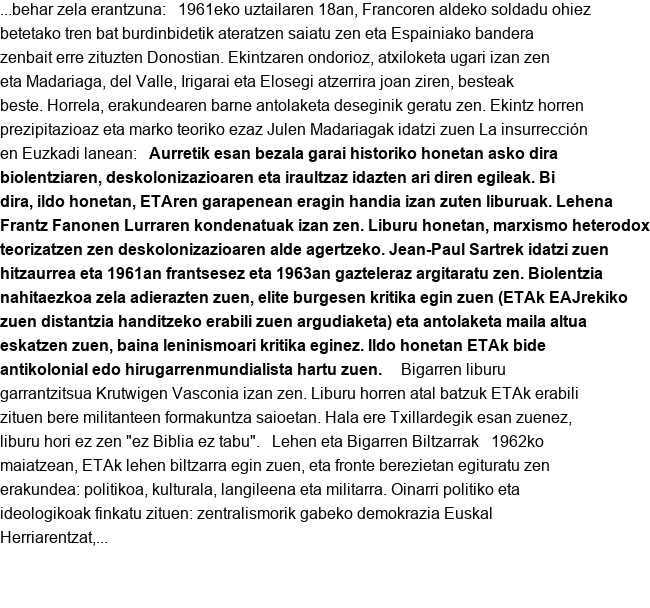 ...behar zela erantzuna: 1961eko uztailaren 18an, Francoren aldeko soldadu ohiez
betetako tren bat burdinbidetik ateratzen saiatu zen eta Espainiako bandera
zenbait erre zituzten Donostian. Ekintzaren ondorioz, atxiloketa ugari izan zen
eta Madariaga, del Valle, Irigarai eta Elosegi atzerrira joan ziren, besteak
beste. Horrela, erakundearen barne antolaketa deseginik geratu zen. Ekintz horren
prezipitazioaz eta marko teoriko ezaz Julen Madariagak idatzi zuen La insurrección
en Euzkadi lanean: Aurretik esan bezala garai historiko honetan asko dira
biolentziaren, deskolonizazioaren eta iraultzaz idazten ari diren egileak. Bi
dira, ildo honetan, ETAren garapenean eragin handia izan zuten liburuak. Lehena
Frantz Fanonen Lurraren kondenatuak izan zen. Liburu honetan, marxismo heterodox
teorizatzen zen deskolonizazioaren alde agertzeko. Jean-Paul Sartrek idatzi zuen
hitzaurrea eta 1961an frantsesez eta 1963an gazteleraz argitaratu zen. Biolentzia
nahitaezkoa zela adierazten zuen, elite burgesen kritika egin zuen (ETAk EAJrekiko
zuen distantzia handitzeko erabili zuen argudiaketa) eta antolaketa maila altua
eskatzen zuen, baina leninismoari kritika eginez. Ildo honetan ETAk bide
antikolonial edo hirugarrenmundialista hartu zuen. Bigarren liburu
garrantzitsua Krutwigen Vasconia izan zen. Liburu horren atal batzuk ETAk erabili
zituen bere militanteen formakuntza saioetan. Hala ere Txillardegik esan zuenez,
liburu hori ez zen "ez Biblia ez tabu". Lehen eta Bigarren Biltzarrak 1962ko
maiatzean, ETAk lehen biltzarra egin zuen, eta fronte berezietan egituratu zen
erakundea: politikoa, kulturala, langileena eta militarra. Oinarri politiko eta
ideologikoak finkatu zituen: zentralismorik gabeko demokrazia Euskal
Herriarentzat,...